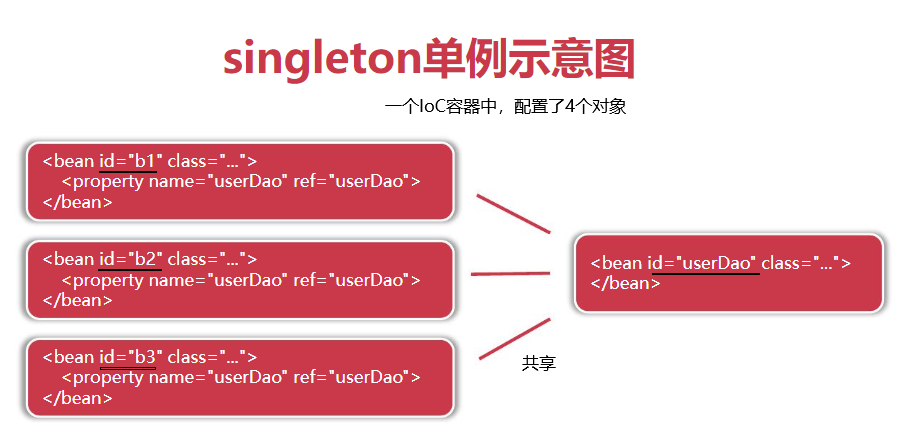 singleton单例示意图
一个IoC容器中，配置了4个对象
<bean id="b1" class="...">
<property name="userDao" ref="userDao">
</bean>
<bean id="b2" class="...">
<property name="userDao" ref="userDao">
</bean>
<bean id="b3" class="...">
<property name="userDao" ref="userDao">
</bean>
<bean id="userDao" class="...">
</bean>
共享